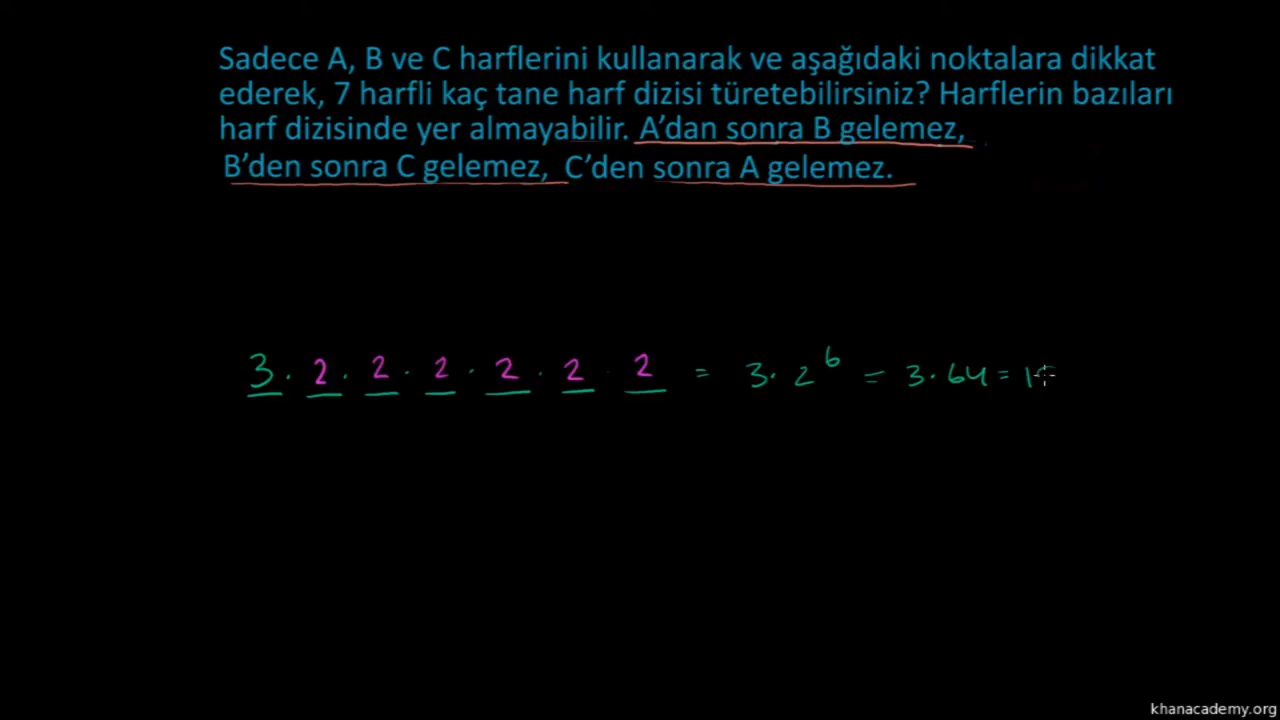 Sadece A, B ve C harflerini kullanarak ve aşağıdaki noktalara dikkat
ederek, 7 harfli kaç tane harf dizisi türetebilirsiniz? Harflerin bazıları
harf dizisinde yer almayabilir. A'dan sonra B gelemez,
B'den sonra C gelemez, C'den sonra A gelemez.
3 · 2 · 2 · 2 · 2 · 2 · 2 = 3 · 2⁶ = 3 · 64 = 1
khanacademy.org